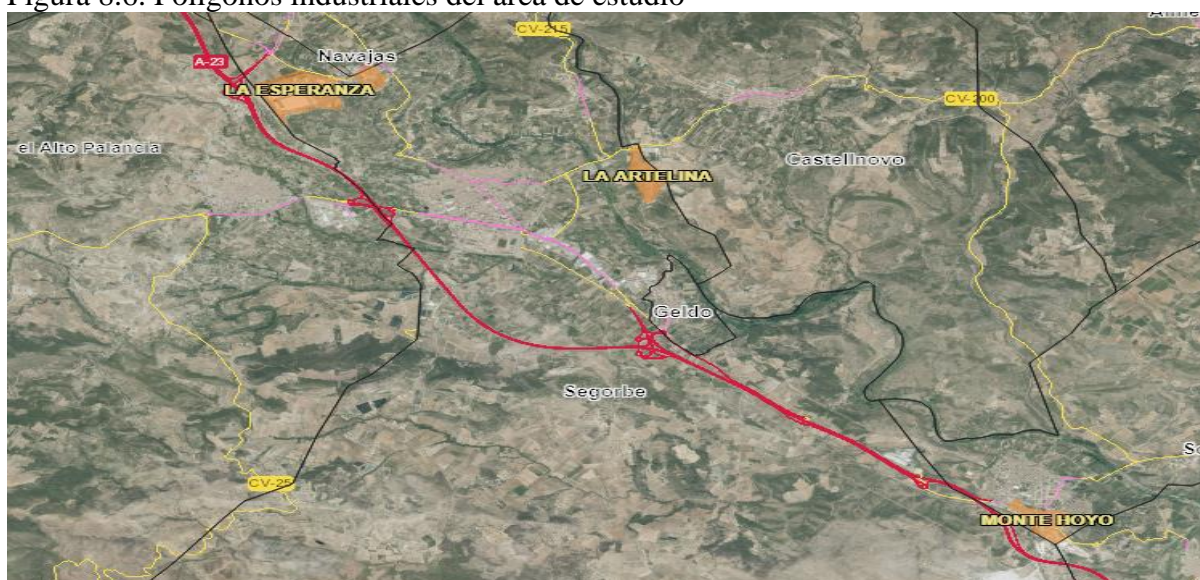 Figura 8.6. Polígonos industriales del área de estudio
CV-215
A-23
Navajas
LA ESPERANZA
CV-200
el Alto Palancia
Castellnovo
LA ARTELINA
Geldo
Segorbe
CV-25
MONTE HOYO